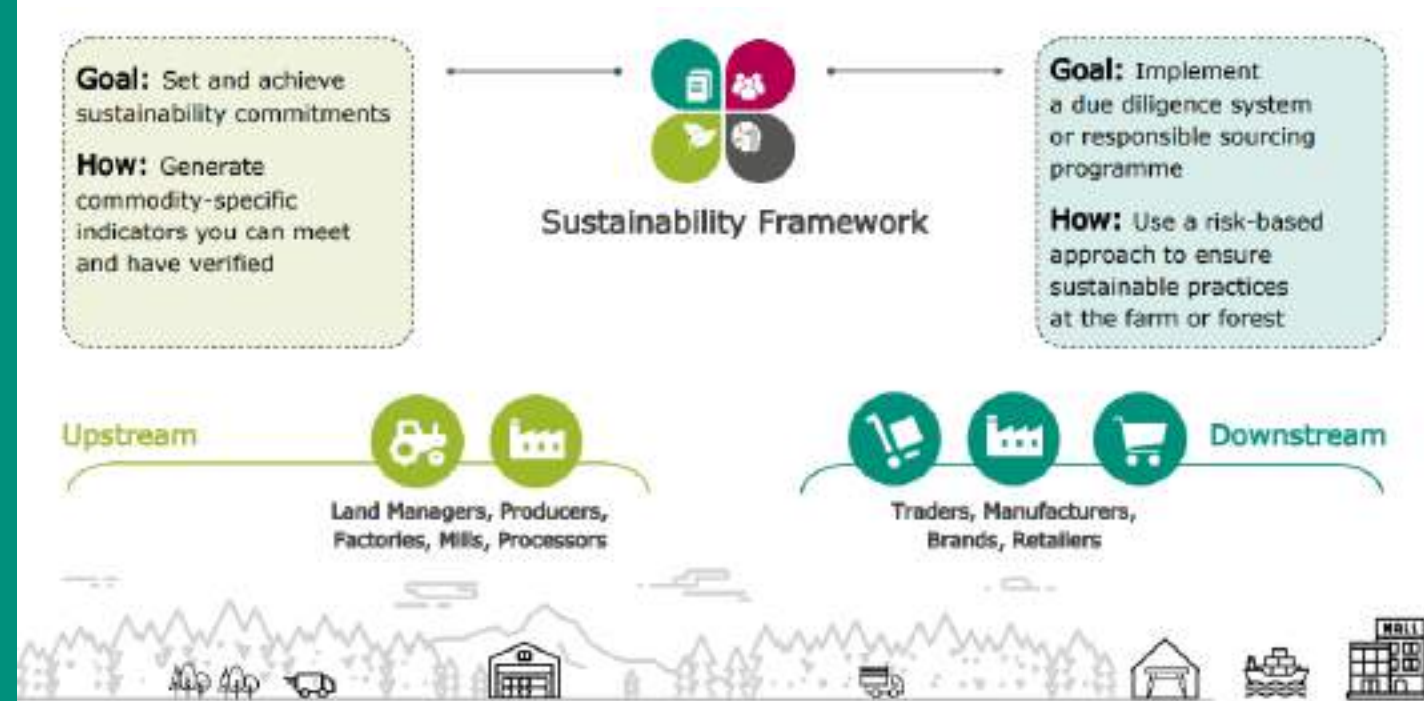 Goal: Set and achieve
sustainability commitments
How: Generate
commodity-specific
indicators you can meet
and have verified
Sustainability Framework
Goal: Implement
a due diligence system
or responsible sourcing
programme
How: Use a risk-based
approach to ensure
sustainable practices
at the farm or forest
Upstream
Land Managers, Producers,
Factories, Mills, Processors
Downstream
Traders, Manufacturers,
Brands, Retailers
MALL